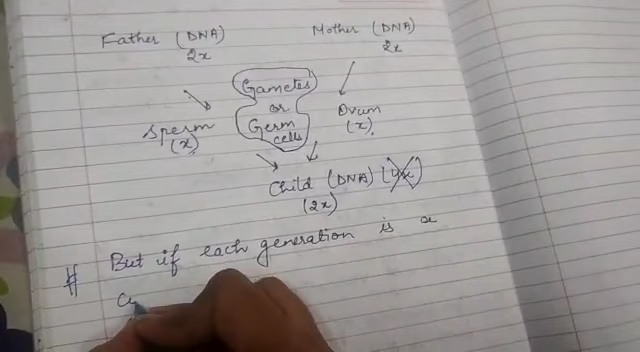 Father (DNA) Mother (DNA)
2x 2x
Gametes
or
Germ
cells
Sperm Ovum
(x) (x)
Child (DNA) (4x)
(2x)
# But if each generation is a